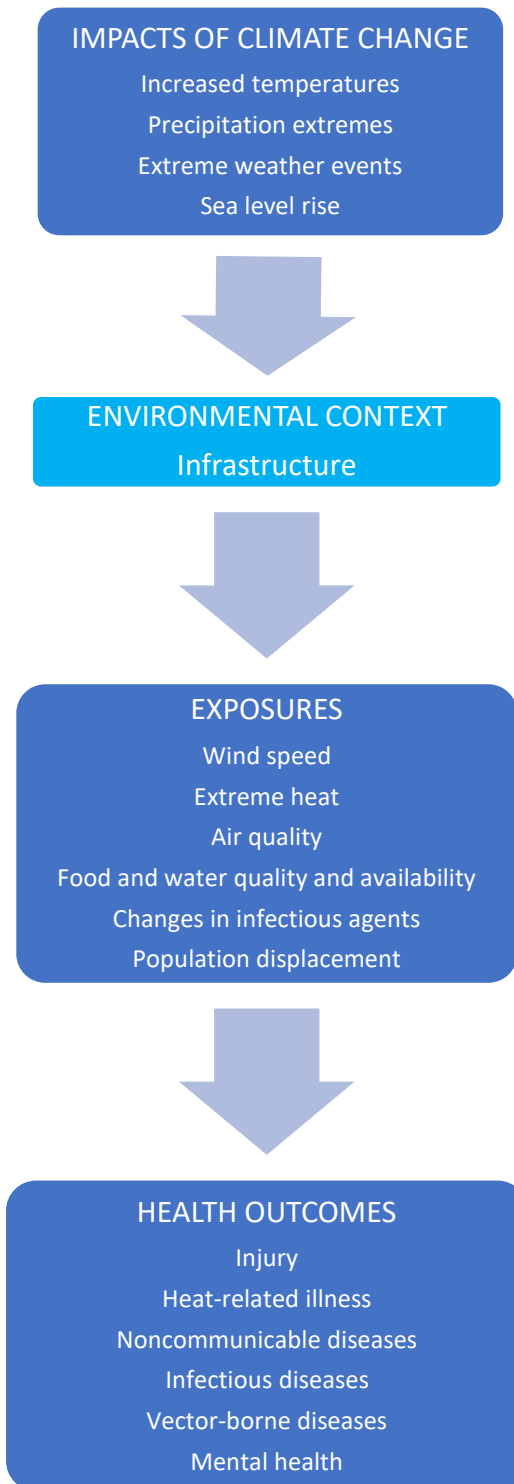 IMPACTS OF CLIMATE CHANGE
Increased temperatures
Precipitation extremes
Extreme weather events
Sea level rise
ENVIRONMENTAL CONTEXT
Infrastructure
EXPOSURES
Wind speed
Extreme heat
Air quality
Food and water quality and availability
Changes in infectious agents
Population displacement
HEALTH OUTCOMES
Injury
Heat-related illness
Noncommunicable diseases
Infectious diseases
Vector-borne diseases
Mental health